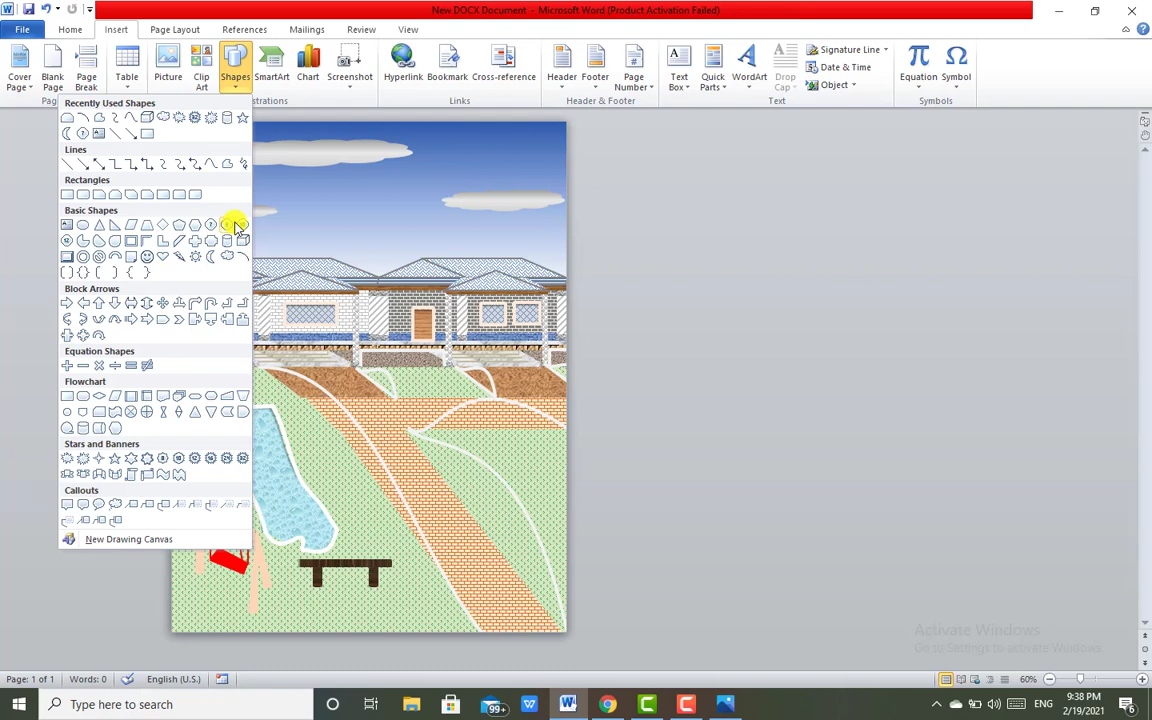 New DOCX Document - Microsoft Word (Product Activation Failed)
File Home Insert Page Layout References Mailings Review View
Cover Page
Blank Page
Page Break
Table
Picture
Clip Art
Shapes
SmartArt
Chart
Screenshot
Hyperlink
Bookmark
Cross-reference
Header
Footer
Page Number
Text Box
Quick Parts
WordArt
Drop Cap
Signature Line
Date & Time
Object
Equation
Symbol
Links
Header & Footer
Text
Symbols
Recently Used Shapes
Lines
Rectangles
Basic Shapes
Block Arrows
Equation Shapes
Flowchart
Stars and Banners
Callouts
New Drawing Canvas
Activate Windows
Go to Settings to activate Windows.
Page: 1 of 1 Words: 0 English (U.S.) 60%
Type here to search
99+
ENG
9:38 PM
2/19/2021
6